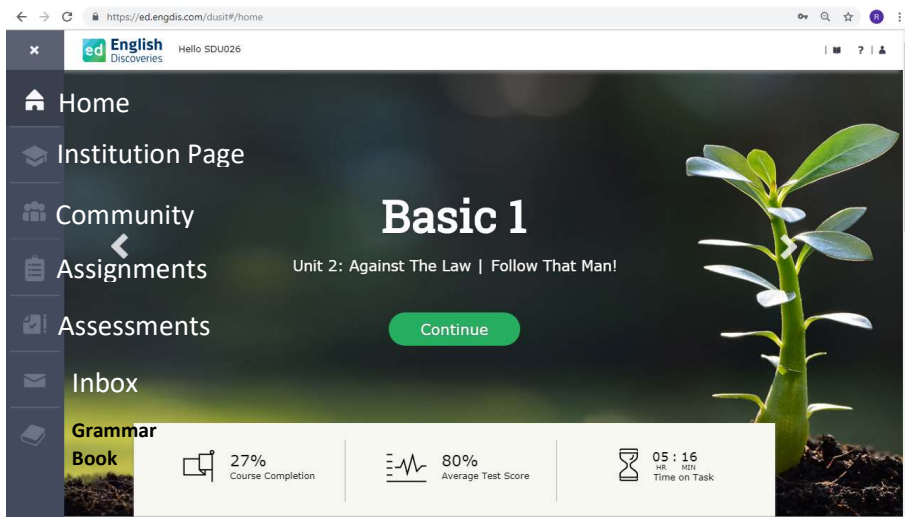 https://ed.engdis.com/dusit#/home
R
ed English
Discoveries
Hello SDU026
?
Home
Institution Page
Community
Assignments
Assessments
Inbox
Grammar
Book
Basic 1
Unit 2: Against The Law | Follow That Man!
Continue
27%
Course Completion
80%
Average Test Score
05 : 16
HR MIN
Time on Task